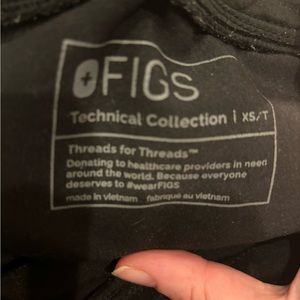 FIGS
Technical Collection | XS/T
Threads for Threads™
Donating to healthcare providers in need
around the world. Because everyone
deserves to #wearFIGS
made in vietnam fabriqué au vietnam